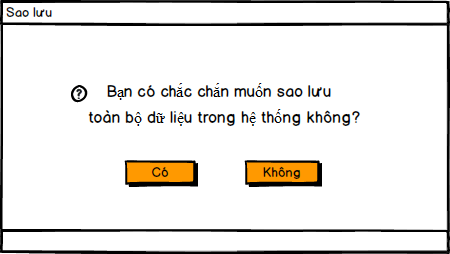 Sao lưu
? Bạn có chắc chắn muốn sao lưu
toàn bộ dữ liệu trong hệ thống không?
Có
Không